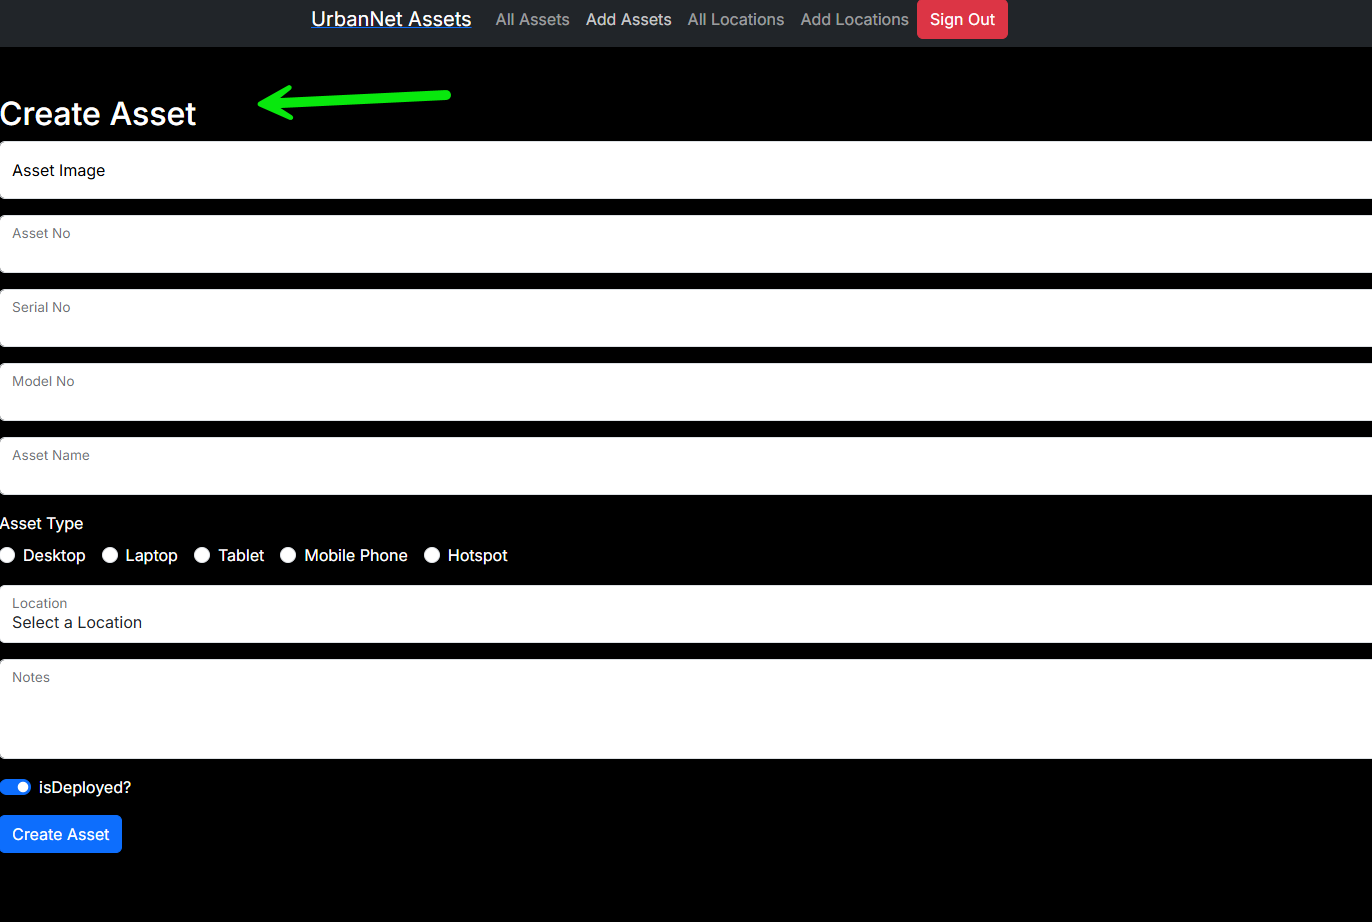 UrbanNet Assets All Assets Add Assets All Locations Add Locations Sign Out
Create Asset
Asset Image
Asset No
Serial No
Model No
Asset Name
Asset Type
Desktop Laptop Tablet Mobile Phone Hotspot
Location
Select a Location
Notes
isDeployed?
Create Asset